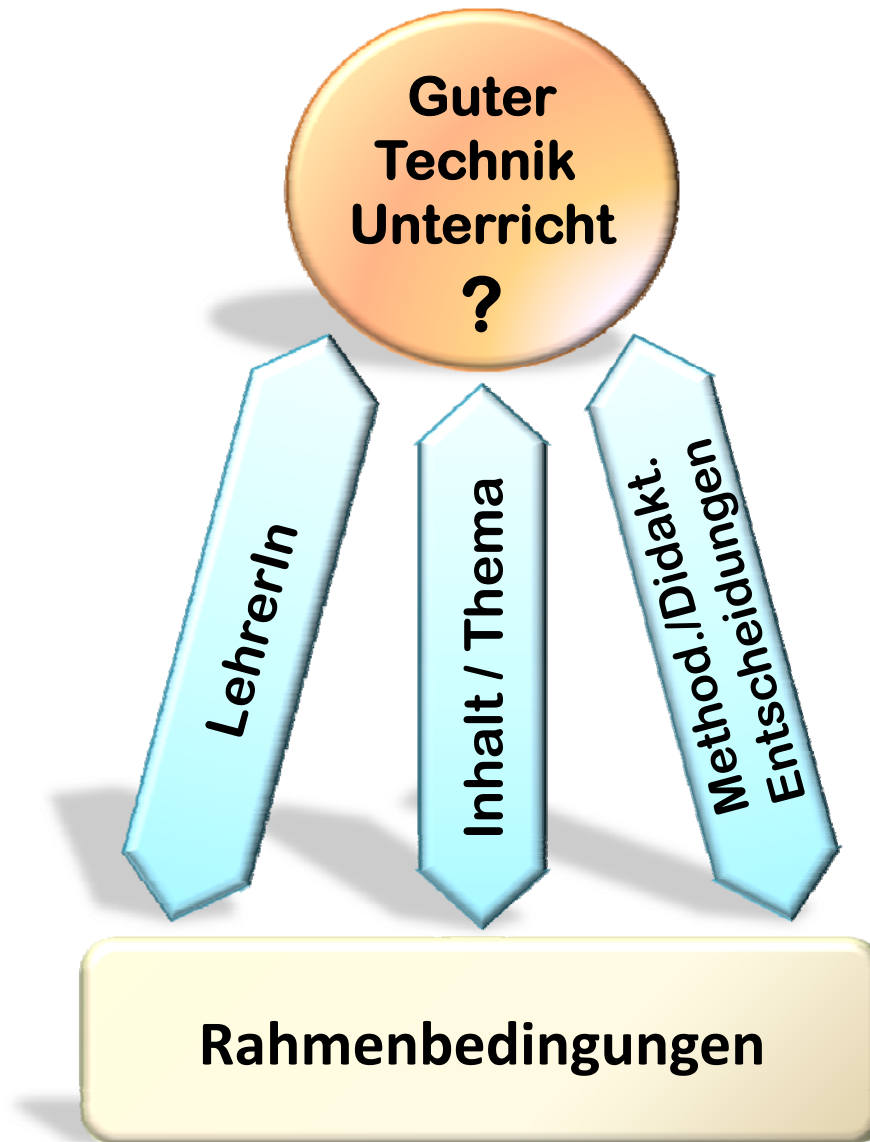 Guter
Technik
Unterricht
?
LehrerIn
Inhalt / Thema
Method./Didakt.
Entscheidungen
Rahmenbedingungen